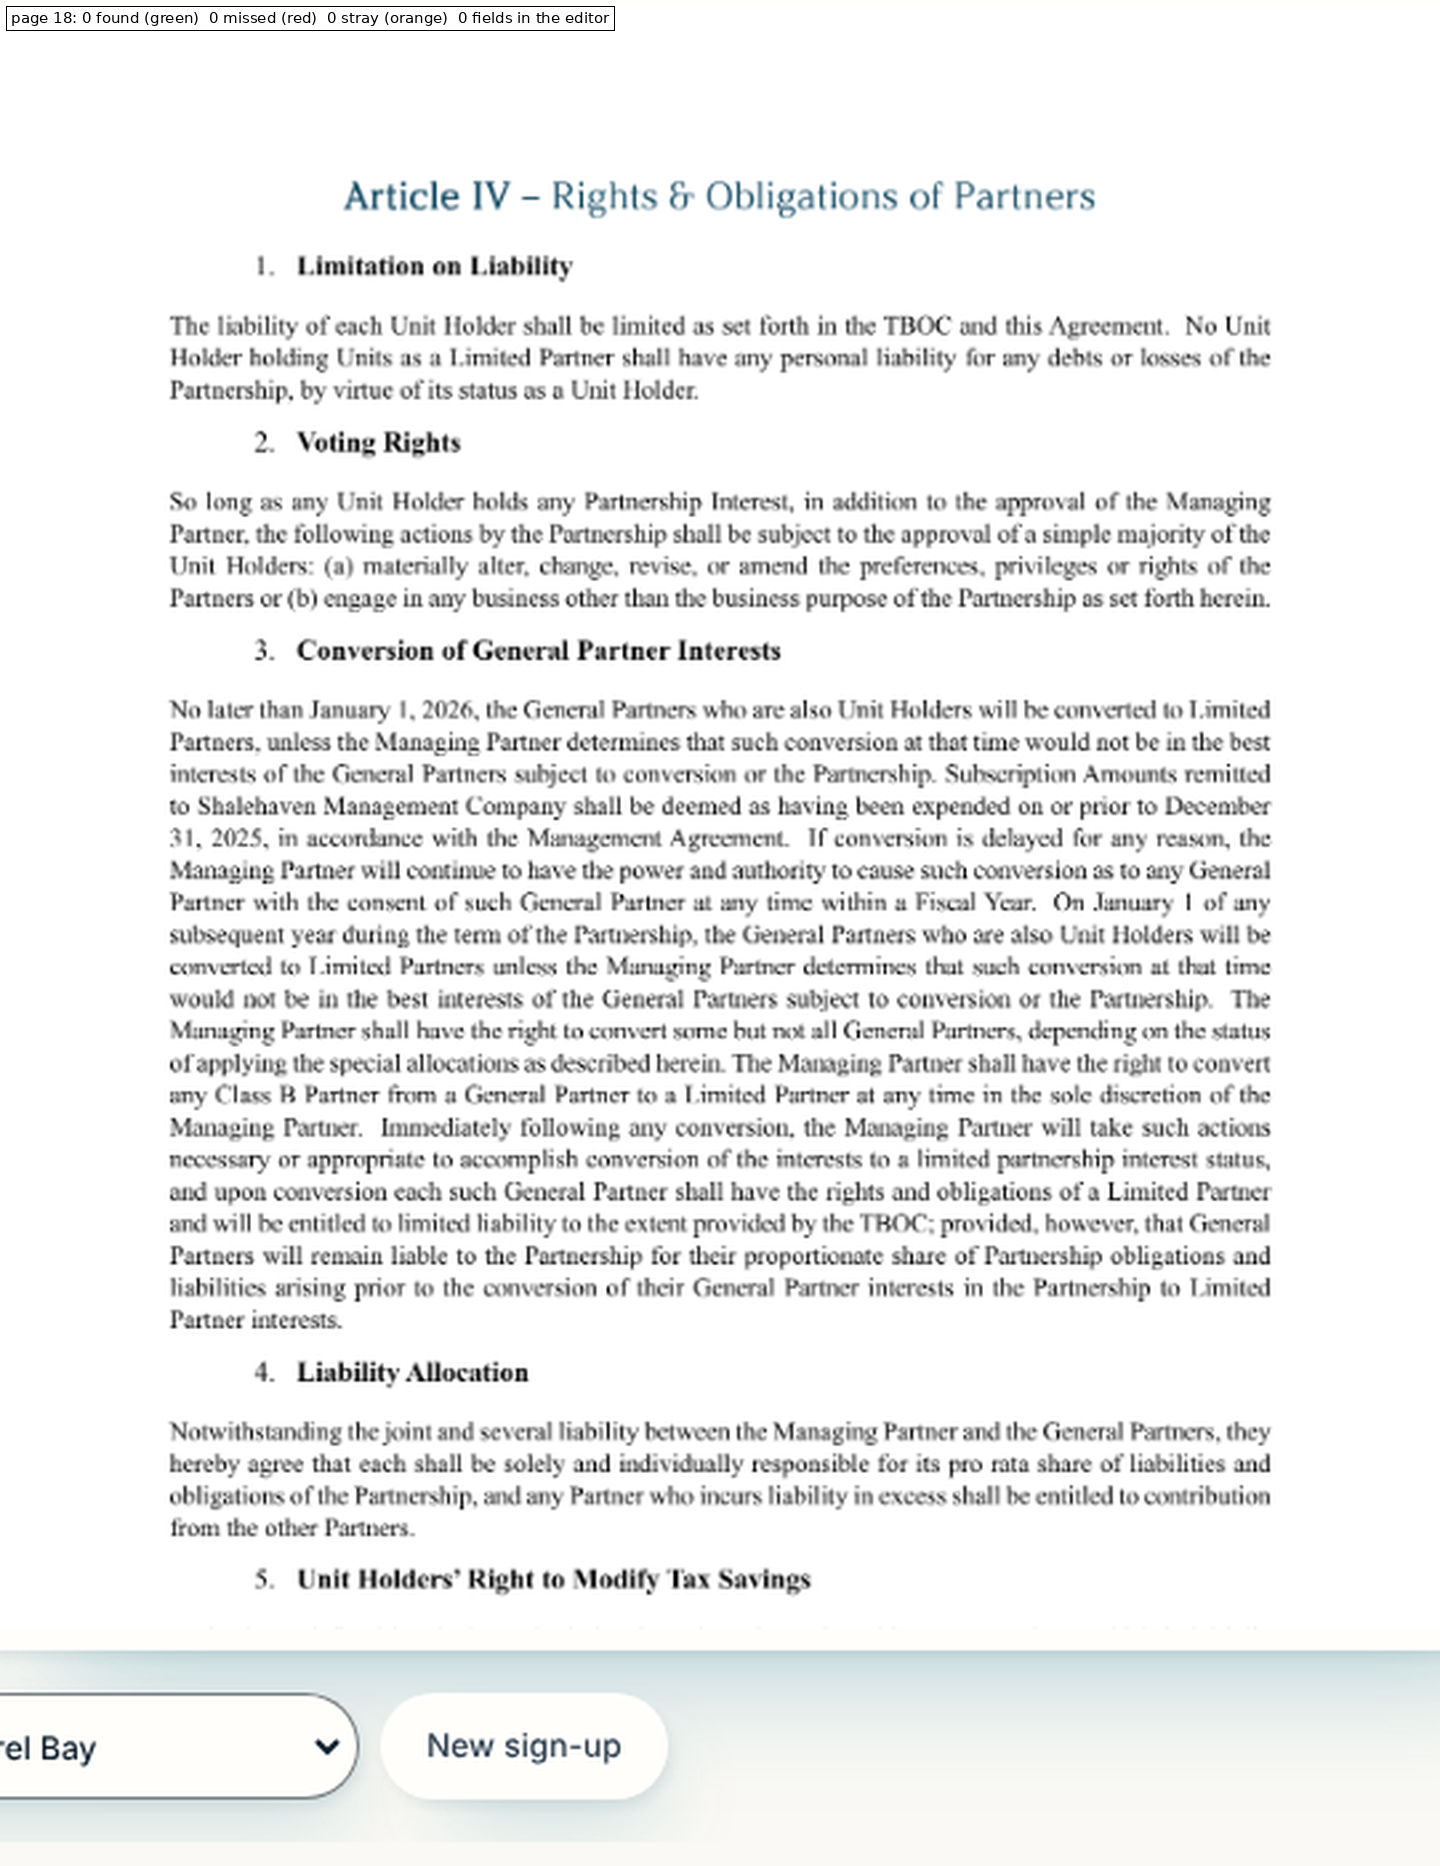 page 18: 0 found (green)  0 missed (red)  0 stray (orange)  0 fields in the editor
Article IV – Rights & Obligations of Partners
1. Limitation on Liability
The liability of each Unit Holder shall be limited as set forth in the TBOC and this Agreement.  No Unit
Holder holding Units as a Limited Partner shall have any personal liability for any debts or losses of the
Partnership, by virtue of its status as a Unit Holder.
2. Voting Rights
So long as any Unit Holder holds any Partnership Interest, in addition to the approval of the Managing
Partner, the following actions by the Partnership shall be subject to the approval of a simple majority of the
Unit Holders: (a) materially alter, change, revise, or amend the preferences, privileges or rights of the
Partners or (b) engage in any business other than the business purpose of the Partnership as set forth herein.
3. Conversion of General Partner Interests
No later than January 1, 2026, the General Partners who are also Unit Holders will be converted to Limited
Partners, unless the Managing Partner determines that such conversion at that time would not be in the best
interests of the General Partners subject to conversion or the Partnership. Subscription Amounts remitted
to Shalehaven Management Company shall be deemed as having been expended on or prior to December
31, 2025, in accordance with the Management Agreement.  If conversion is delayed for any reason, the
Managing Partner will continue to have the power and authority to cause such conversion as to any General
Partner with the consent of such General Partner at any time within a Fiscal Year.  On January 1 of any
subsequent year during the term of the Partnership, the General Partners who are also Unit Holders will be
converted to Limited Partners unless the Managing Partner determines that such conversion at that time
would not be in the best interests of the General Partners subject to conversion or the Partnership.  The
Managing Partner shall have the right to convert some but not all General Partners, depending on the status
of applying the special allocations as described herein. The Managing Partner shall have the right to convert
any Class B Partner from a General Partner to a Limited Partner at any time in the sole discretion of the
Managing Partner.  Immediately following any conversion, the Managing Partner will take such actions
necessary or appropriate to accomplish conversion of the interests to a limited partnership interest status,
and upon conversion each such General Partner shall have the rights and obligations of a Limited Partner
and will be entitled to limited liability to the extent provided by the TBOC; provided, however, that General
Partners will remain liable to the Partnership for their proportionate share of Partnership obligations and
liabilities arising prior to the conversion of their General Partner interests in the Partnership to Limited
Partner interests.
4. Liability Allocation
Notwithstanding the joint and several liability between the Managing Partner and the General Partners, they
hereby agree that each shall be solely and individually responsible for its pro rata share of liabilities and
obligations of the Partnership, and any Partner who incurs liability in excess shall be entitled to contribution
from the other Partners.
5. Unit Holders’ Right to Modify Tax Savings
rel Bay
New sign-up